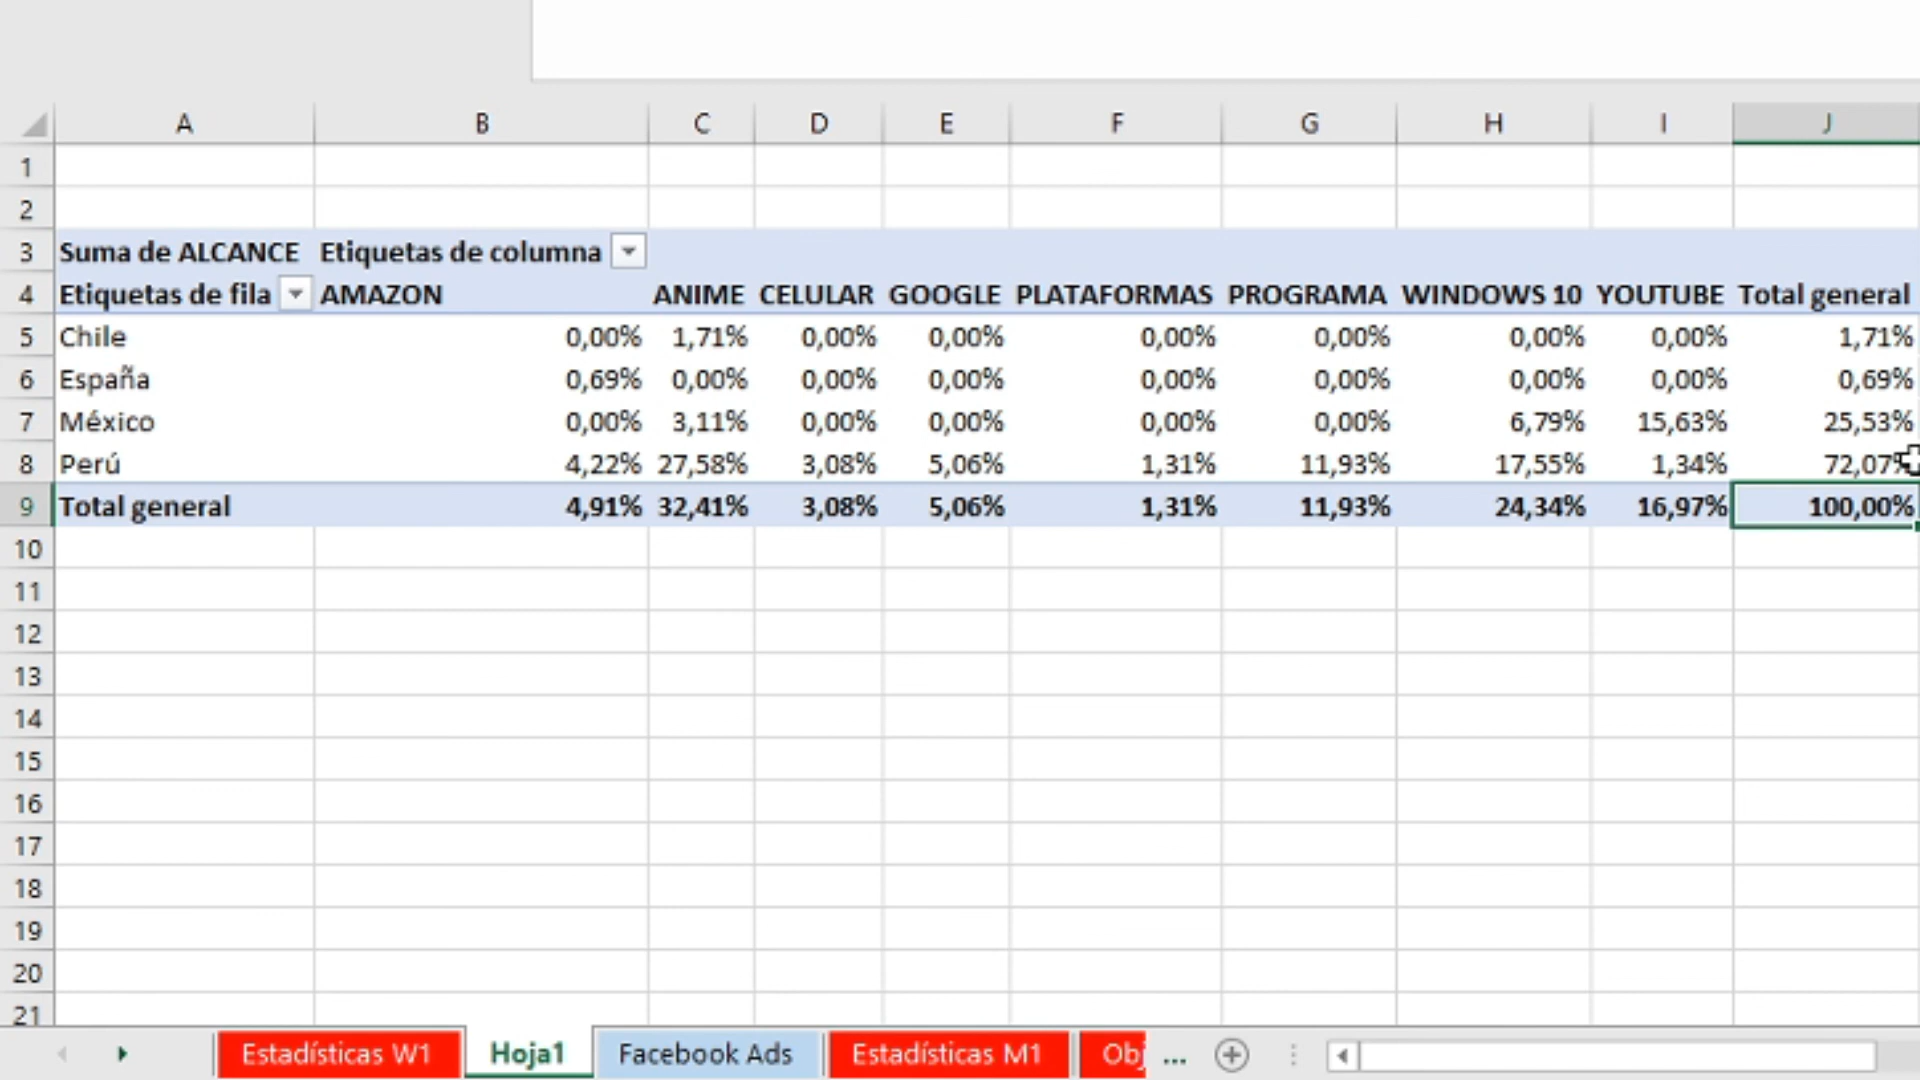 A B C D E F G H I J
1
2
3 Suma de ALCANCE Etiquetas de columna
4 Etiquetas de fila AMAZON ANIME CELULAR GOOGLE PLATAFORMAS PROGRAMA WINDOWS 10 YOUTUBE Total general
5 Chile 0,00% 1,71% 0,00% 0,00% 0,00% 0,00% 0,00% 0,00% 1,71%
6 España 0,69% 0,00% 0,00% 0,00% 0,00% 0,00% 0,00% 0,00% 0,69%
7 México 0,00% 3,11% 0,00% 0,00% 0,00% 0,00% 6,79% 15,63% 25,53%
8 Perú 4,22% 27,58% 3,08% 5,06% 1,31% 11,93% 17,55% 1,34% 72,07%
9 Total general 4,91% 32,41% 3,08% 5,06% 1,31% 11,93% 24,34% 16,97% 100,00%
10
11
12
13
14
15
16
17
18
19
20
21
Estadísticas W1 Hoja1 Facebook Ads Estadísticas M1 Obj ...